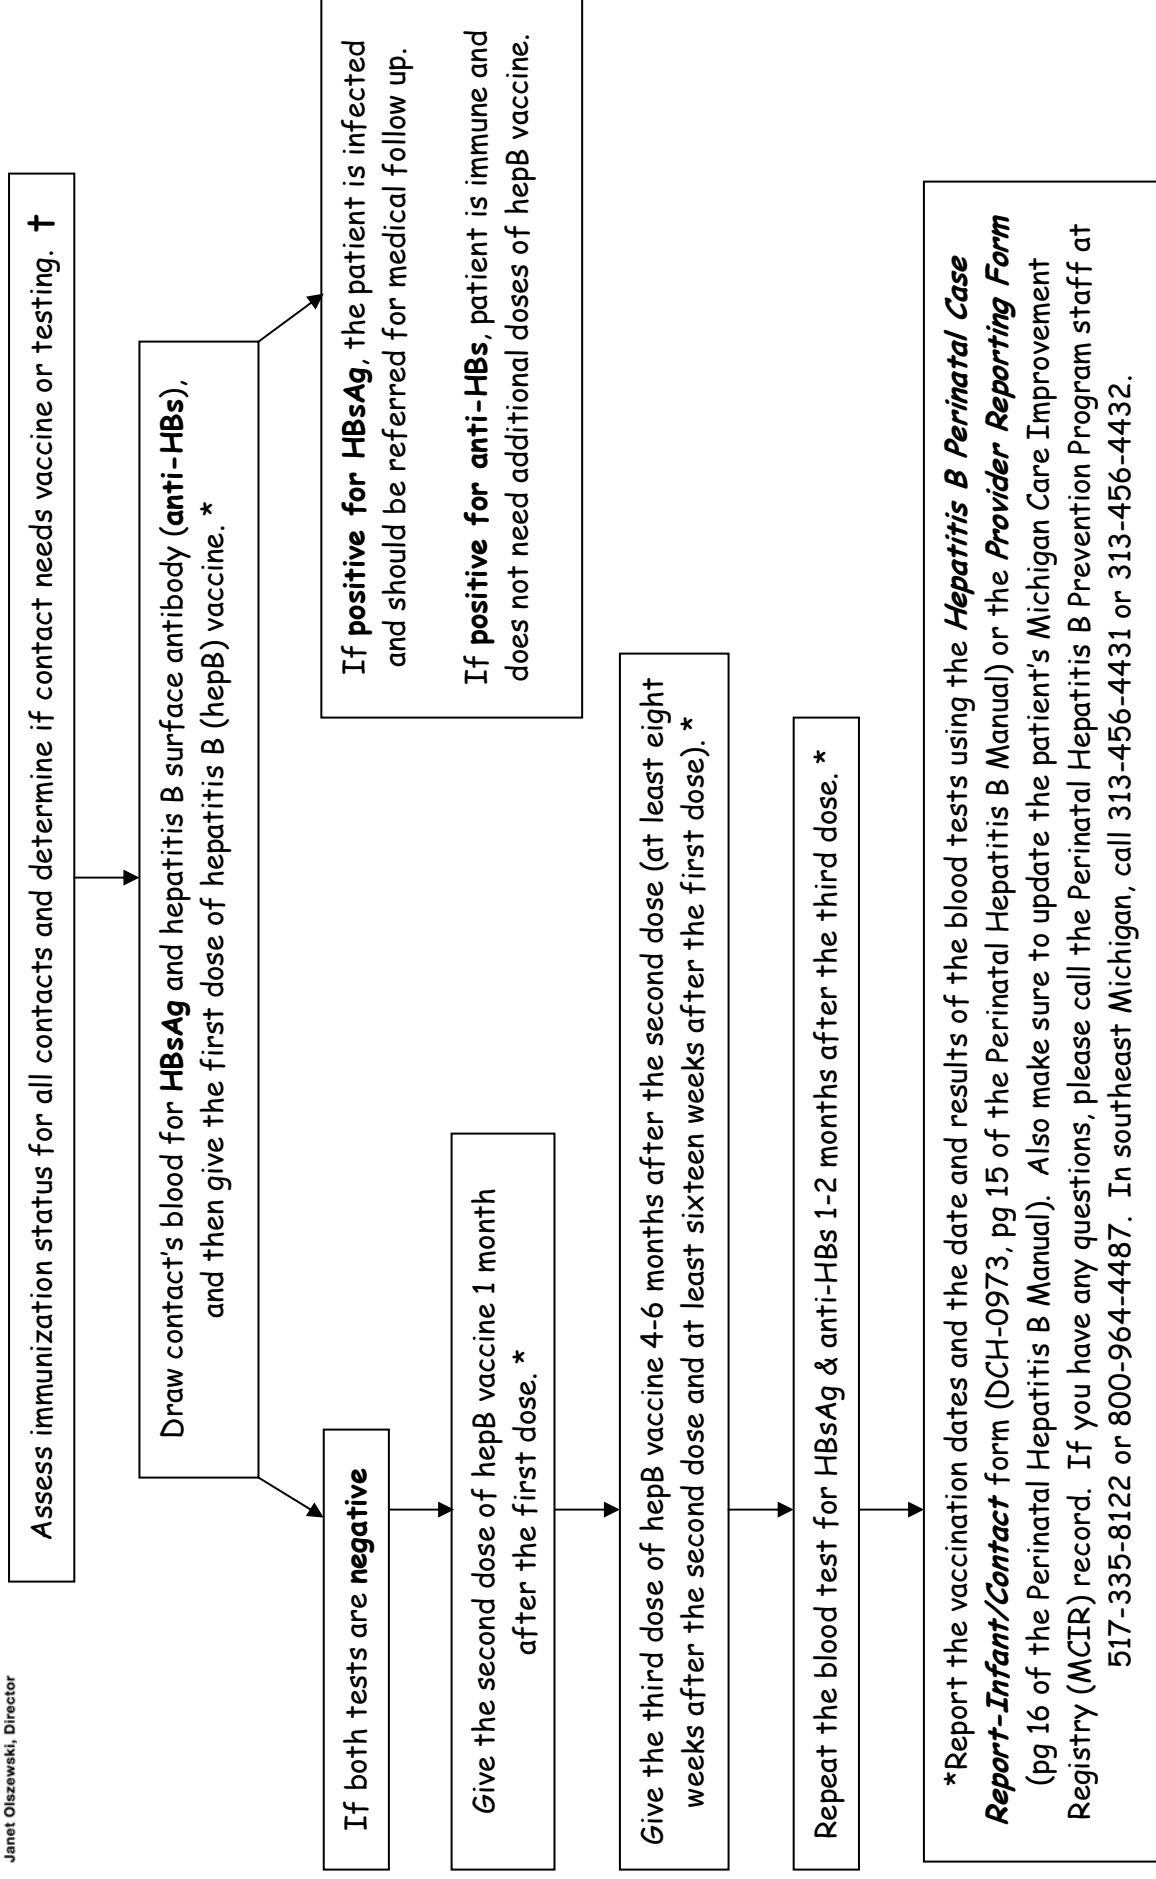 Janet Olszewski, Director
Assess immunization status for all contacts and determine if contact needs vaccine or testing. †
Draw contact's blood for HBsAg and hepatitis B surface antibody (anti-HBs),
and then give the first dose of hepatitis B (hepB) vaccine. *
If both tests are negative
If positive for HBsAg, the patient is infected
and should be referred for medical follow up.
If positive for anti-HBs, patient is immune and
does not need additional doses of hepB vaccine.
Give the second dose of hepB vaccine 1 month
after the first dose. *
Give the third dose of hepB vaccine 4-6 months after the second dose (at least eight
weeks after the second dose and at least sixteen weeks after the first dose). *
Repeat the blood test for HBsAg & anti-HBs 1-2 months after the third dose. *
*Report the vaccination dates and the date and results of the blood tests using the Hepatitis B Perinatal Case
Report-Infant/Contact form (DCH-0973, pg 15 of the Perinatal Hepatitis B Manual) or the Provider Reporting Form
(pg 16 of the Perinatal Hepatitis B Manual). Also make sure to update the patient's Michigan Care Improvement
Registry (MCIR) record. If you have any questions, please call the Perinatal Hepatitis B Prevention Program staff at
517-335-8122 or 800-964-4487. In southeast Michigan, call 313-456-4431 or 313-456-4432.